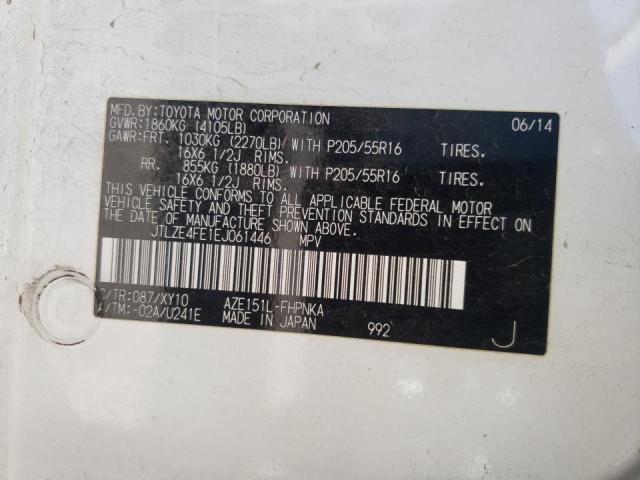 MFD.BY:TOYOTA MOTOR CORPORATION 06/14
GVWR:1860KG (4105LB)
GAWR:FRT. 1030KG (2270LB) WITH P205/55R16 TIRES.
16X6 1/2J RIMS.
RR. 855KG (1880LB) WITH P205/55R16 TIRES.
16X6 1/2J RIMS.
THIS VEHICLE CONFORMS TO ALL APPLICABLE FEDERAL MOTOR
VEHICLE SAFETY AND THEFT PREVENTION STANDARDS IN EFFECT ON
THE DATE OF MANUFACTURE SHOWN ABOVE.
JTLZE4FE1EJ061446 MPV
/TR:087/XY10 AZE151L-FHPNKA
/TM:-02A/U241E MADE IN JAPAN 992 J